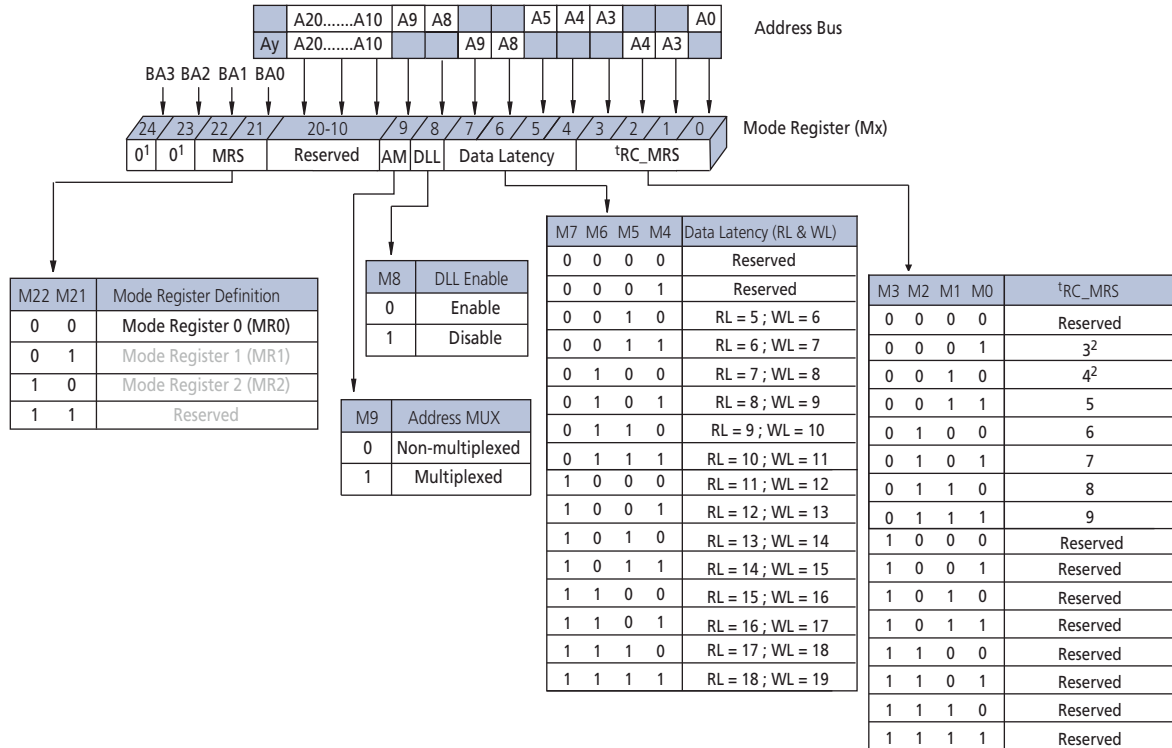 A20.......A10 A9 A8 A5 A4 A3 A0
Ay A20.......A10 A9 A8 A4 A3
Address Bus
BA3 BA2 BA1 BA0
24 23 22 21 20-10 9 8 7 6 5 4 3 2 1 0
Mode Register (Mx)
0¹ 0¹ MRS Reserved AM DLL Data Latency tRC_MRS
M22 M21 Mode Register Definition
0 0 Mode Register 0 (MR0)
0 1 Mode Register 1 (MR1)
1 0 Mode Register 2 (MR2)
1 1 Reserved
M8 DLL Enable
0 Enable
1 Disable
M9 Address MUX
0 Non-multiplexed
1 Multiplexed
M7 M6 M5 M4 Data Latency (RL & WL)
0 0 0 0 Reserved
0 0 0 1 Reserved
0 0 1 0 RL = 5 ; WL = 6
0 0 1 1 RL = 6 ; WL = 7
0 1 0 0 RL = 7 ; WL = 8
0 1 0 1 RL = 8 ; WL = 9
0 1 1 0 RL = 9 ; WL = 10
0 1 1 1 RL = 10 ; WL = 11
1 0 0 0 RL = 11 ; WL = 12
1 0 0 1 RL = 12 ; WL = 13
1 0 1 0 RL = 13 ; WL = 14
1 0 1 1 RL = 14 ; WL = 15
1 1 0 0 RL = 15 ; WL = 16
1 1 0 1 RL = 16 ; WL = 17
1 1 1 0 RL = 17 ; WL = 18
1 1 1 1 RL = 18 ; WL = 19
M3 M2 M1 M0 tRC_MRS
0 0 0 0 Reserved
0 0 0 1 3²
0 0 1 0 4²
0 0 1 1 5
0 1 0 0 6
0 1 0 1 7
0 1 1 0 8
0 1 1 1 9
1 0 0 0 Reserved
1 0 0 1 Reserved
1 0 1 0 Reserved
1 0 1 1 Reserved
1 1 0 0 Reserved
1 1 0 1 Reserved
1 1 1 0 Reserved
1 1 1 1 Reserved